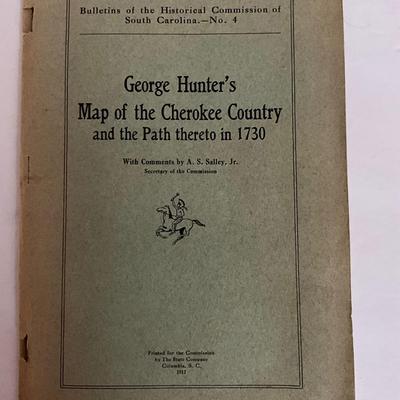 Bulletins of the Historical Commission of
South Carolina.—No. 4
George Hunter's
Map of the Cherokee Country
and the Path thereto in 1730
With Comments by A. S. Salley, Jr.
Secretary of the Commission
Printed for the Commission
by The State Company
Columbia, S. C.
1917